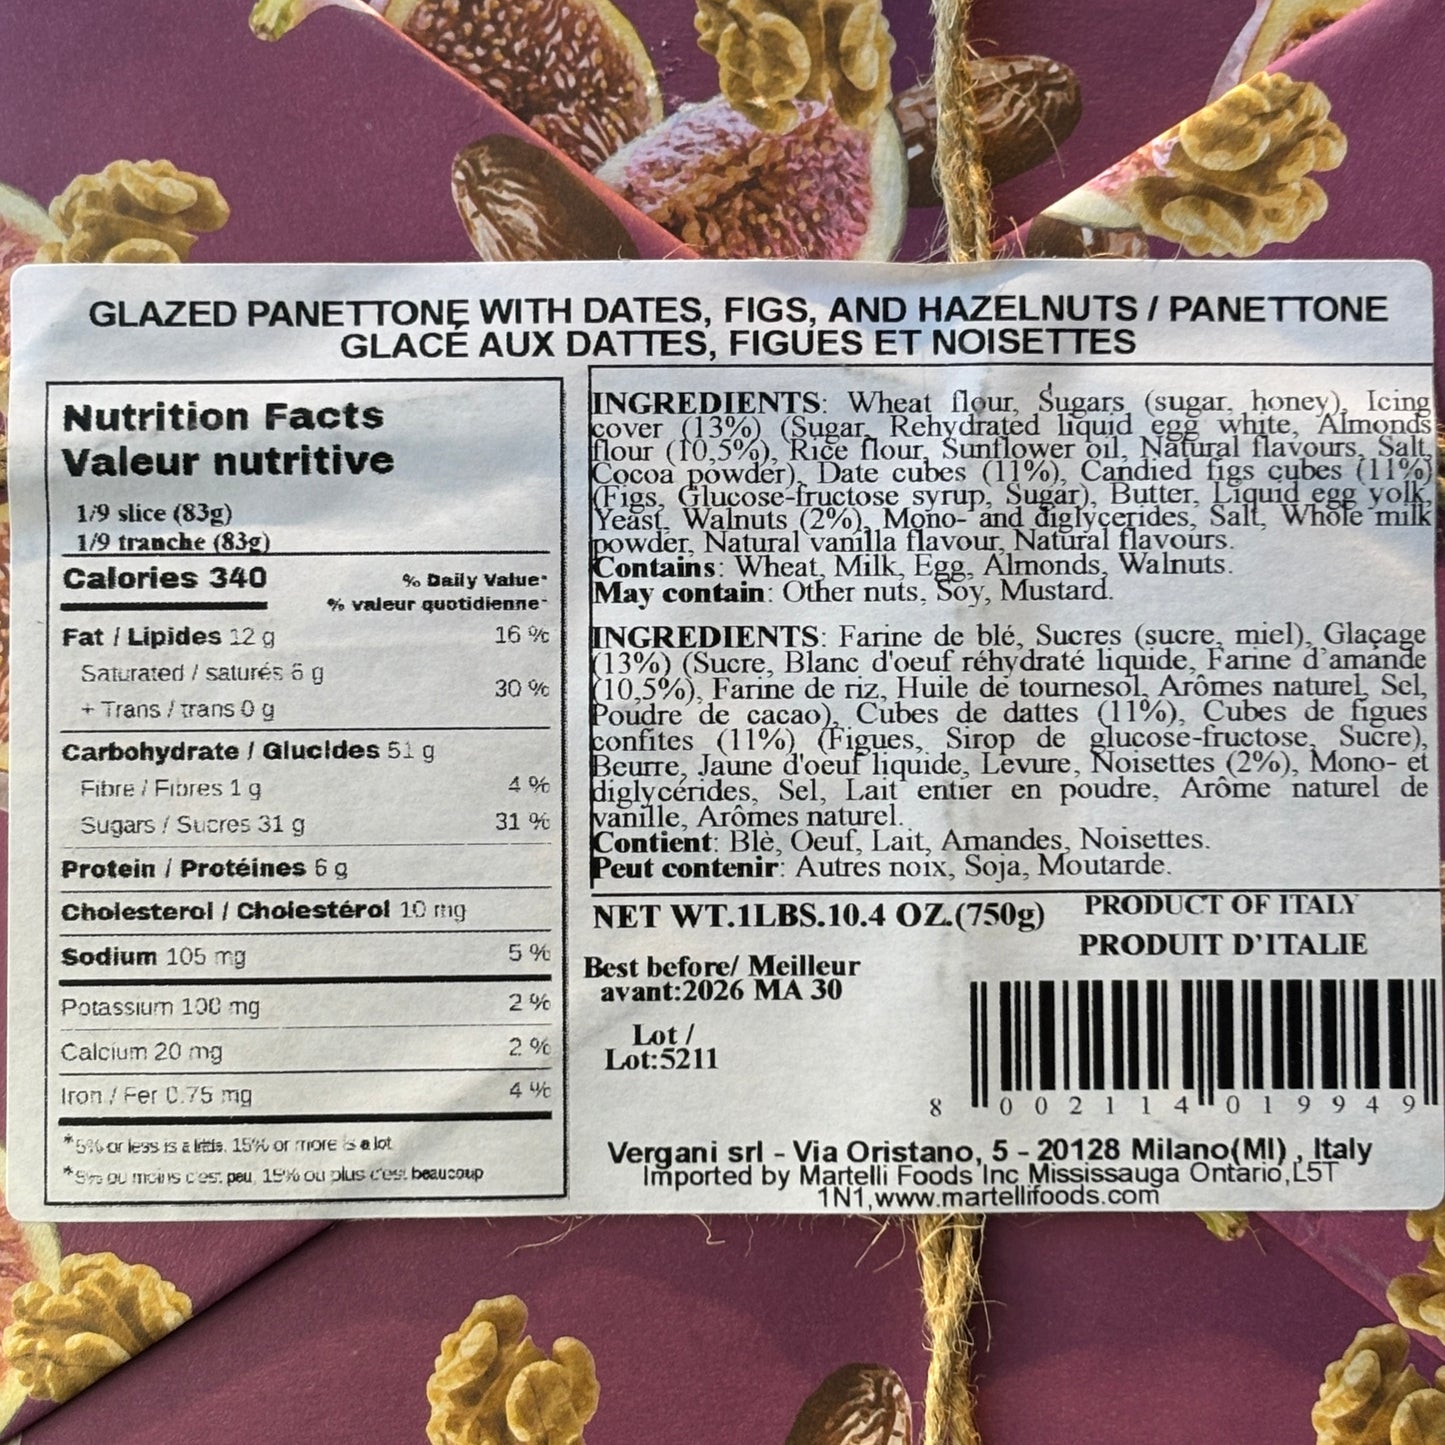 GLAZED PANETTONE WITH DATES, FIGS, AND HAZELNUTS / PANETTONE
GLACÉ AUX DATTES, FIGUES ET NOISETTES
Nutrition Facts
Valeur nutritive
1/9 slice (83g)
1/9 tranche (83g)
Calories 340
% Daily Value*
% valeur quotidienne*
Fat / Lipides 12 g 16 %
Saturated / saturés 6 g
+ Trans / trans 0 g
30 %
Carbohydrate / Glucides 51 g
Fibre / Fibres 1 g 4 %
Sugars / Sucres 31 g 31 %
Protein / Protéines 6 g
Cholesterol / Cholestérol 10 mg
Sodium 105 mg 5 %
Potassium 100 mg 2 %
Calcium 20 mg 2 %
Iron / Fer 0.75 mg 4 %
*5% or less is a little, 15% or more is a lot
*5% ou moins c'est peu, 15% ou plus c'est beaucoup
INGREDIENTS: Wheat flour, Sugars (sugar, honey), Icing
cover (13%) (Sugar, Rehydrated liquid egg white, Almonds
flour (10,5%), Rice flour, Sunflower oil, Natural flavours, Salt,
Cocoa powder), Date cubes (11%), Candied figs cubes (11%)
(Figs, Glucose-fructose syrup, Sugar), Butter, Liquid egg yolk,
Yeast, Walnuts (2%), Mono- and diglycerides, Salt, Whole milk
powder, Natural vanilla flavour, Natural flavours.
Contains: Wheat, Milk, Egg, Almonds, Walnuts.
May contain: Other nuts, Soy, Mustard.
INGREDIENTS: Farine de blé, Sucres (sucre, miel), Glaçage
(13%) (Sucre, Blanc d'oeuf réhydraté liquide, Farine d'amande
(10,5%), Farine de riz, Huile de tournesol, Arômes naturel, Sel,
Poudre de cacao), Cubes de dattes (11%), Cubes de figues
confites (11%) (Figues, Sirop de glucose-fructose, Sucre),
Beurre, Jaune d'oeuf liquide, Levure, Noisettes (2%), Mono- et
diglycérides, Sel, Lait entier en poudre, Arôme naturel de
vanille, Arômes naturel.
Contient: Blè, Oeuf, Lait, Amandes, Noisettes.
Peut contenir: Autres noix, Soja, Moutarde.
NET WT.1LBS.10.4 OZ.(750g)
PRODUCT OF ITALY
PRODUIT D'ITALIE
Best before/ Meilleur
avant:2026 MA 30
Lot /
Lot:5211
8 002114 019949
Vergani srl - Via Oristano, 5 - 20128 Milano(MI) , Italy
Imported by Martelli Foods Inc Mississauga Ontario,L5T
1N1,www.martellifoods.com